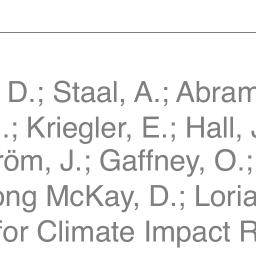 D.; Staal, A.; Abram
.; Kriegler, E.; Hall, J
röm, J.; Gaffney, O.;
ong McKay, D.; Loria
for Climate Impact R